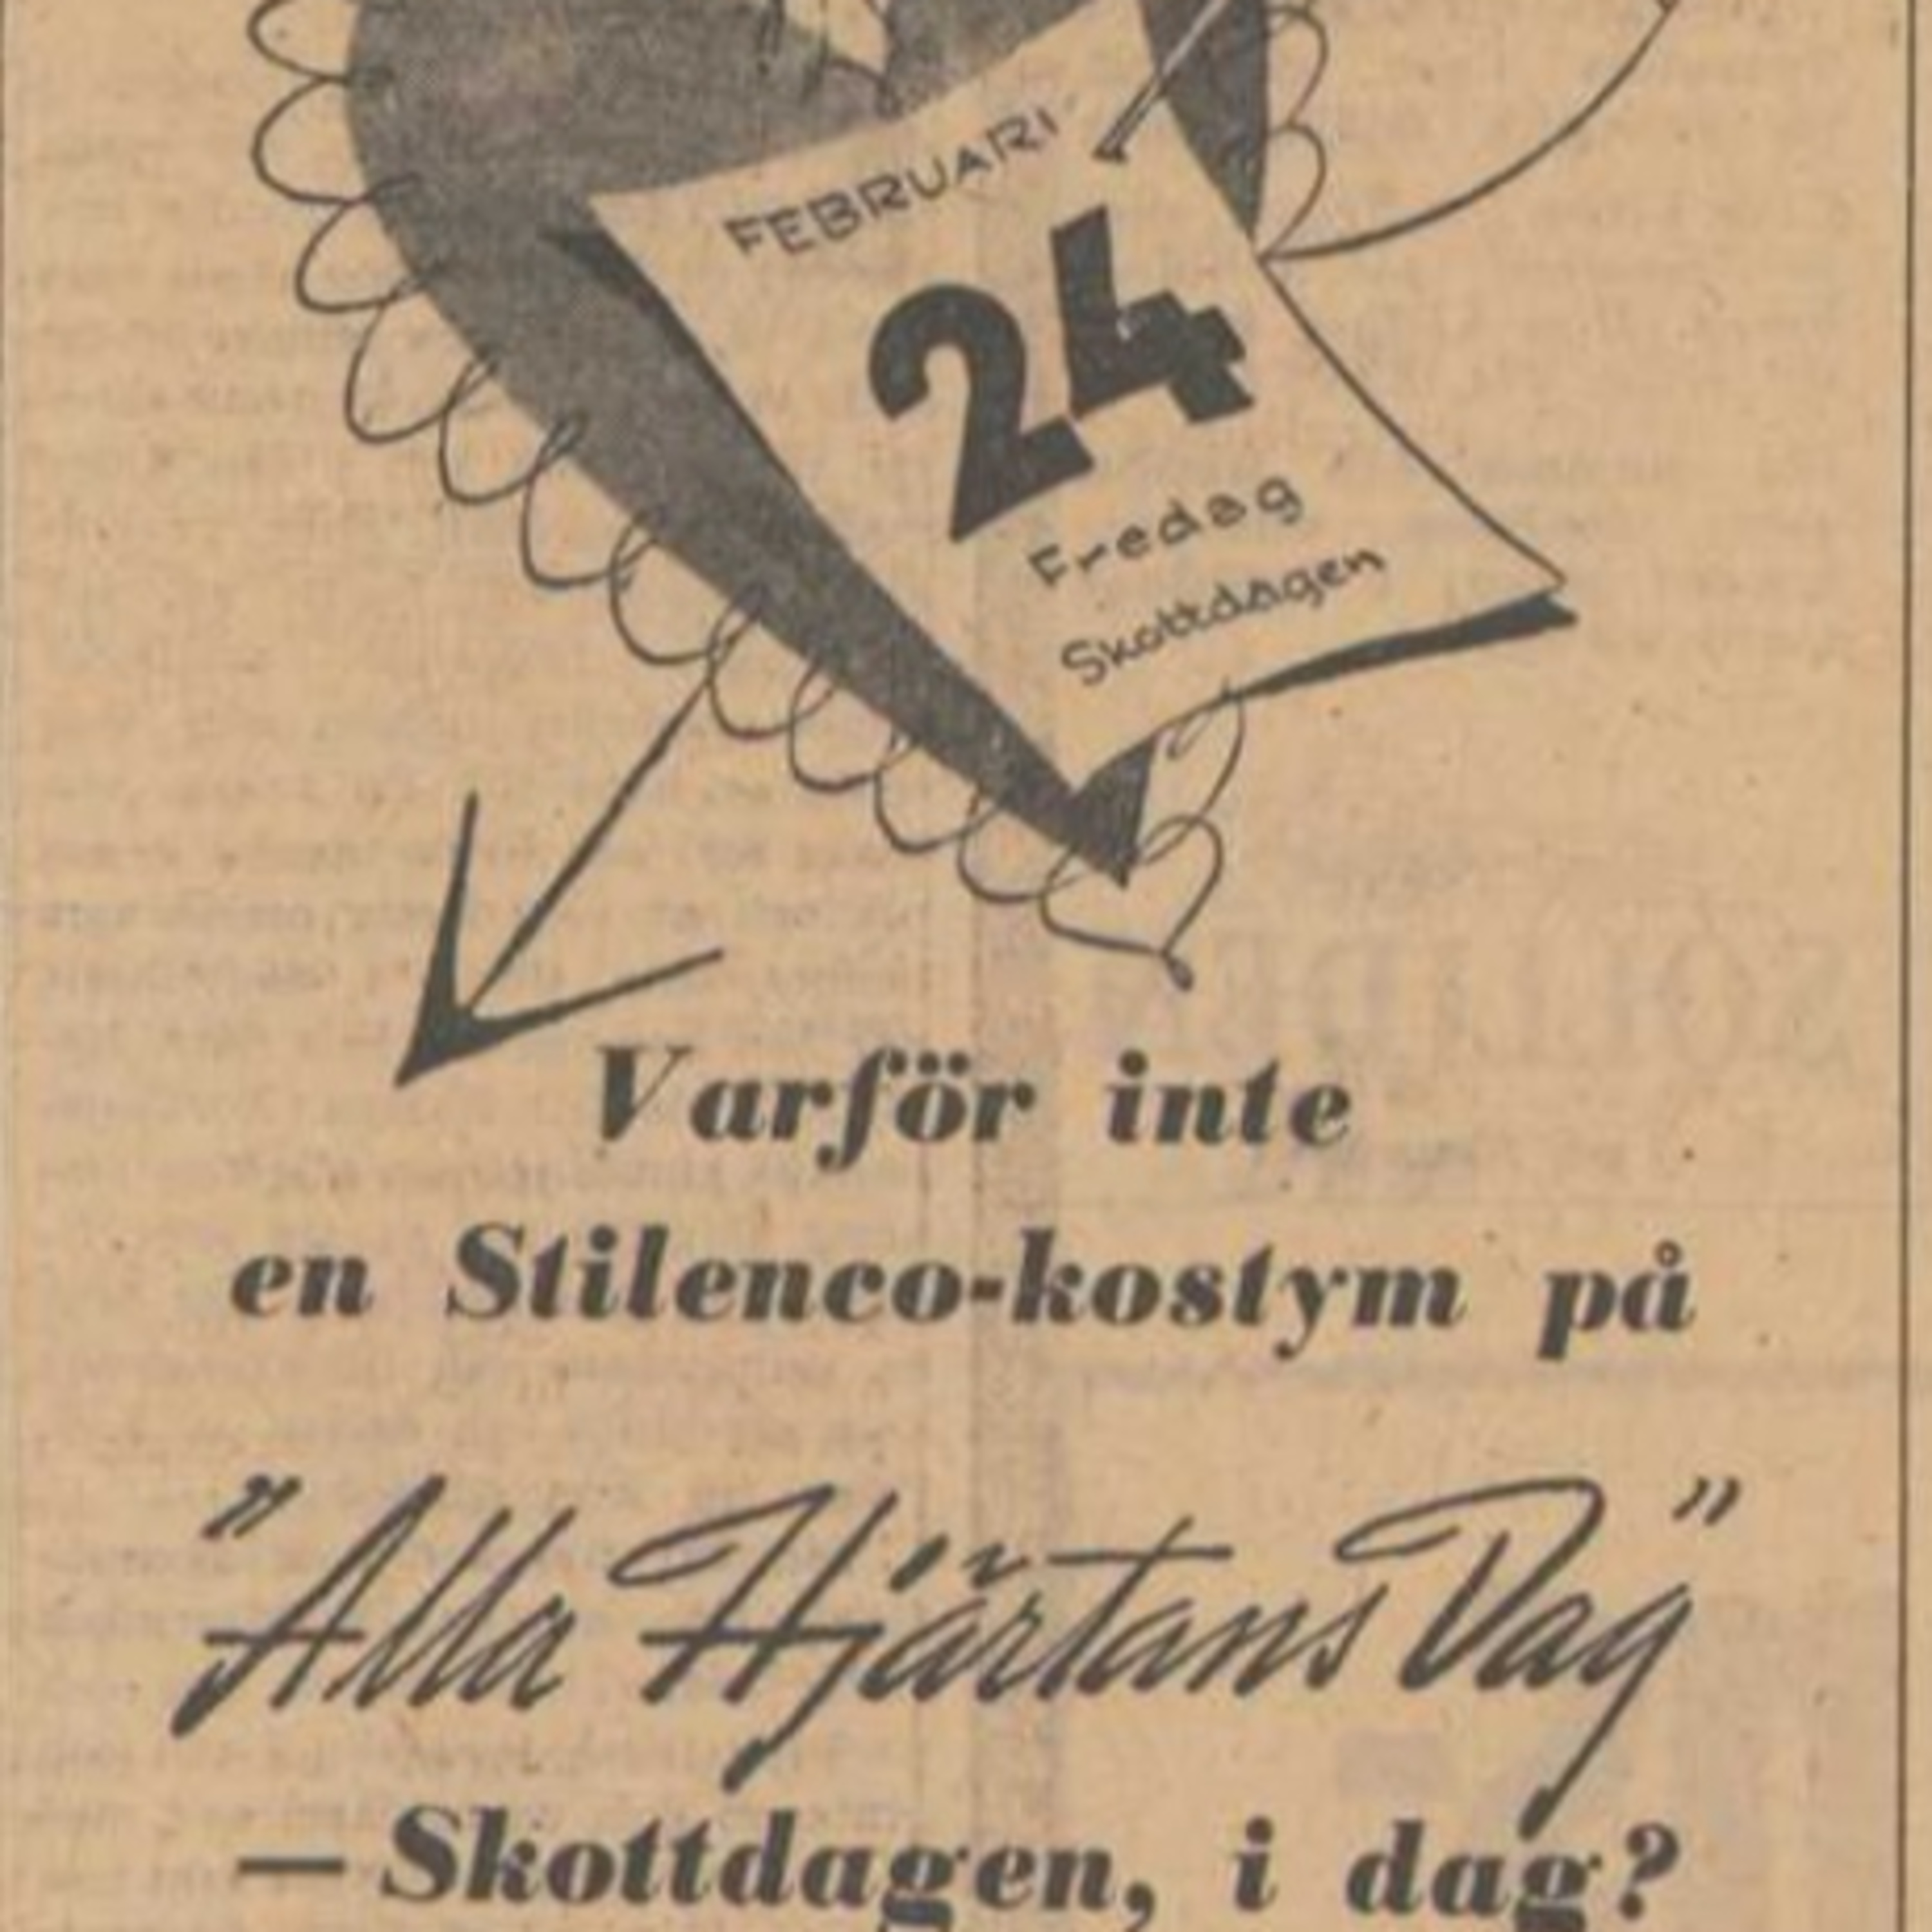 FEBRUARI
24
Fredag
Skottdagen
Varför inte
en Stilenco-kostym på
"Alla Hjärtans Dag"
— Skottdagen, i dag?